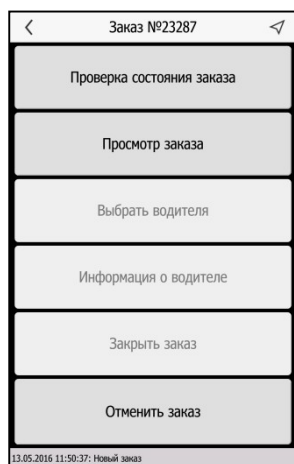 Заказ №23287
Проверка состояния заказа
Просмотр заказа
Выбрать водителя
Информация о водителе
Закрыть заказ
Отменить заказ
13.05.2016 11:50:37: Новый заказ